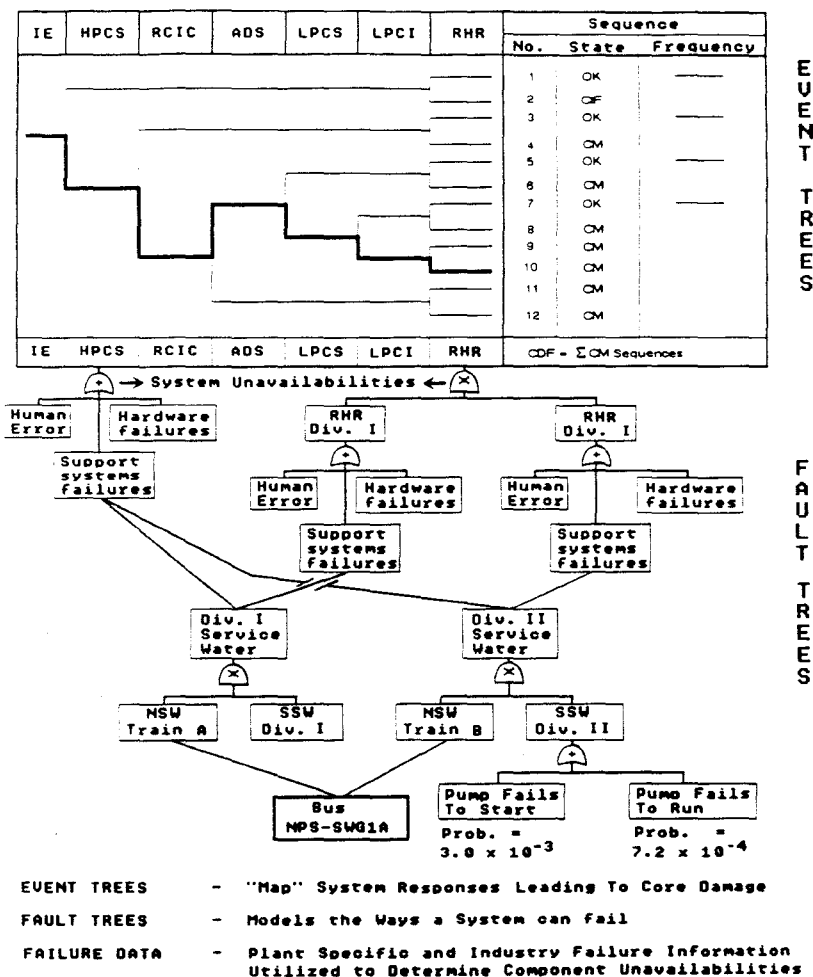 IE HPCS RCIC ADS LPCS LPCI RHR Sequence
No. State Frequency
1 OK
2 CIF
3 OK
4 CM
5 OK
6 CM
7 OK
8 CM
9 CM
10 CM
11 CM
12 CM
IE HPCS RCIC ADS LPCS LPCI RHR CDF = Σ CM Sequences
EVENT TREES
+ → System Unavailabilities ← ×
Human Error
Hardware failures
Support systems failures
RHR Div. I
+
Human Error
Hardware Failures
Support systems failures
RHR Div. I
+
Human Error
Hardware Failures
Support systems failures
FAULT TREES
Div. I Service Water
×
Div. II Service Water
×
NSW Train A
SSW Div. I
NSW Train B
SSW Div. II
+
Bus NPS-SWG1A
Pump Fails To Start
Pump Fails To Run
Prob. = 3.0 x 10⁻³
Prob. = 7.2 x 10⁻⁴
EVENT TREES - "Map" System Responses Leading To Core Damage
FAULT TREES - Models the Ways a System can fail
FAILURE DATA - Plant Specific and Industry Failure Information
Utilized to Determine Component Unavailabilities